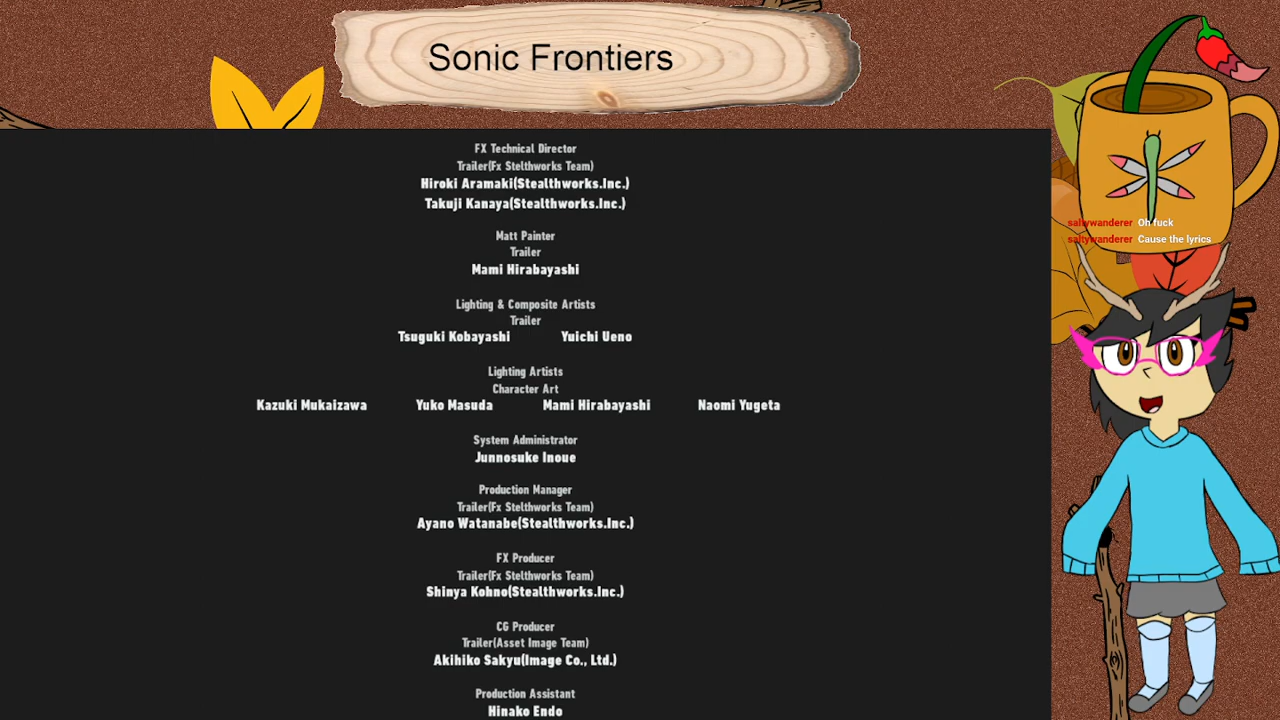 Sonic Frontiers
FX Technical Director
Trailer(Fx Stelthworks Team)
Hiroki Aramaki(Stealthworks.Inc.)
Takuji Kanaya(Stealthworks.Inc.)
Matt Painter
Trailer
Mami Hirabayashi
Lighting & Composite Artists
Trailer
Tsuguki Kobayashi Yuichi Ueno
Lighting Artists
Character Art
Kazuki Mukaizawa Yuko Masuda Mami Hirabayashi Naomi Yugeta
System Administrator
Junnosuke Inoue
Production Manager
Trailer(Fx Stelthworks Team)
Ayano Watanabe(Stealthworks.Inc.)
FX Producer
Trailer(Fx Stelthworks Team)
Shinya Kohno(Stealthworks.Inc.)
CG Producer
Trailer(Asset Image Team)
Akihiko Sakyu(Image Co., Ltd.)
Production Assistant
Hinako Endo
saltywanderer Oh fuck
saltywanderer Cause the lyrics